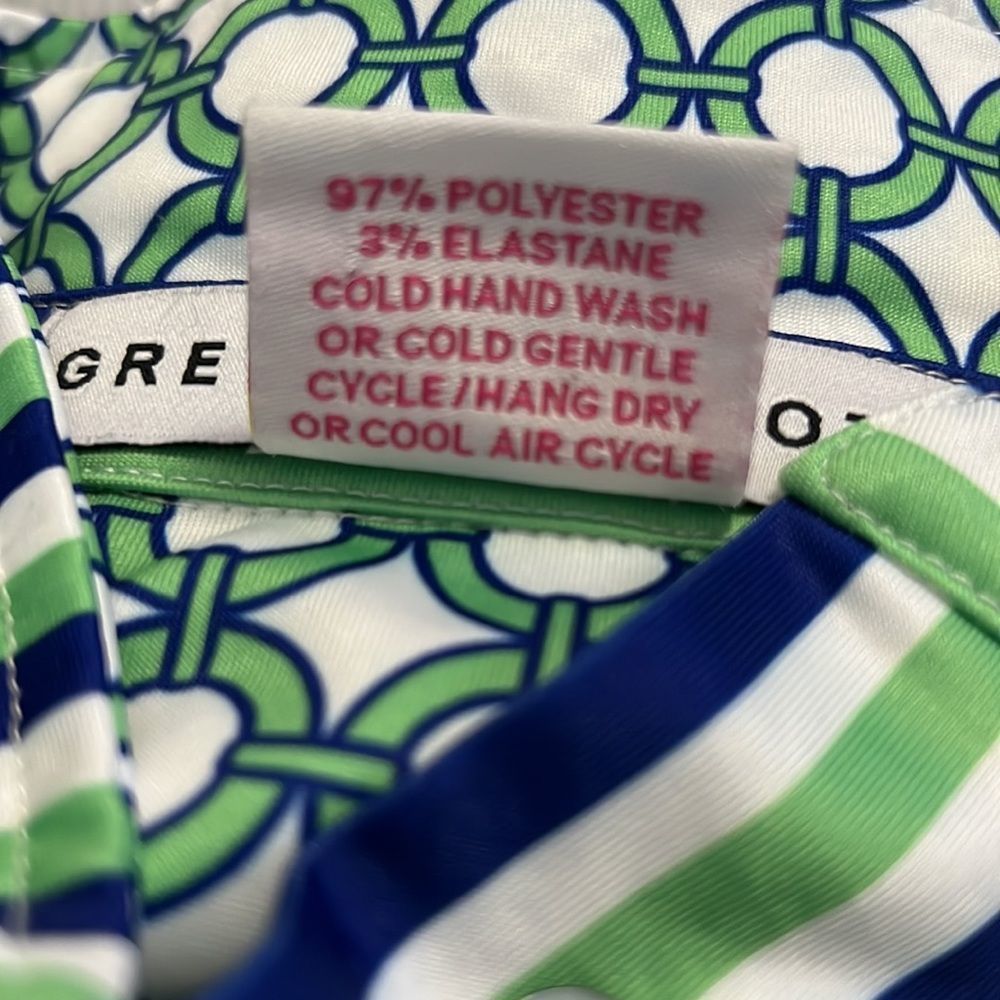 97% POLYESTER
3% ELASTANE
COLD HAND WASH
OR COLD GENTLE
CYCLE/HANG DRY
OR COOL AIR CYCLE
GRE